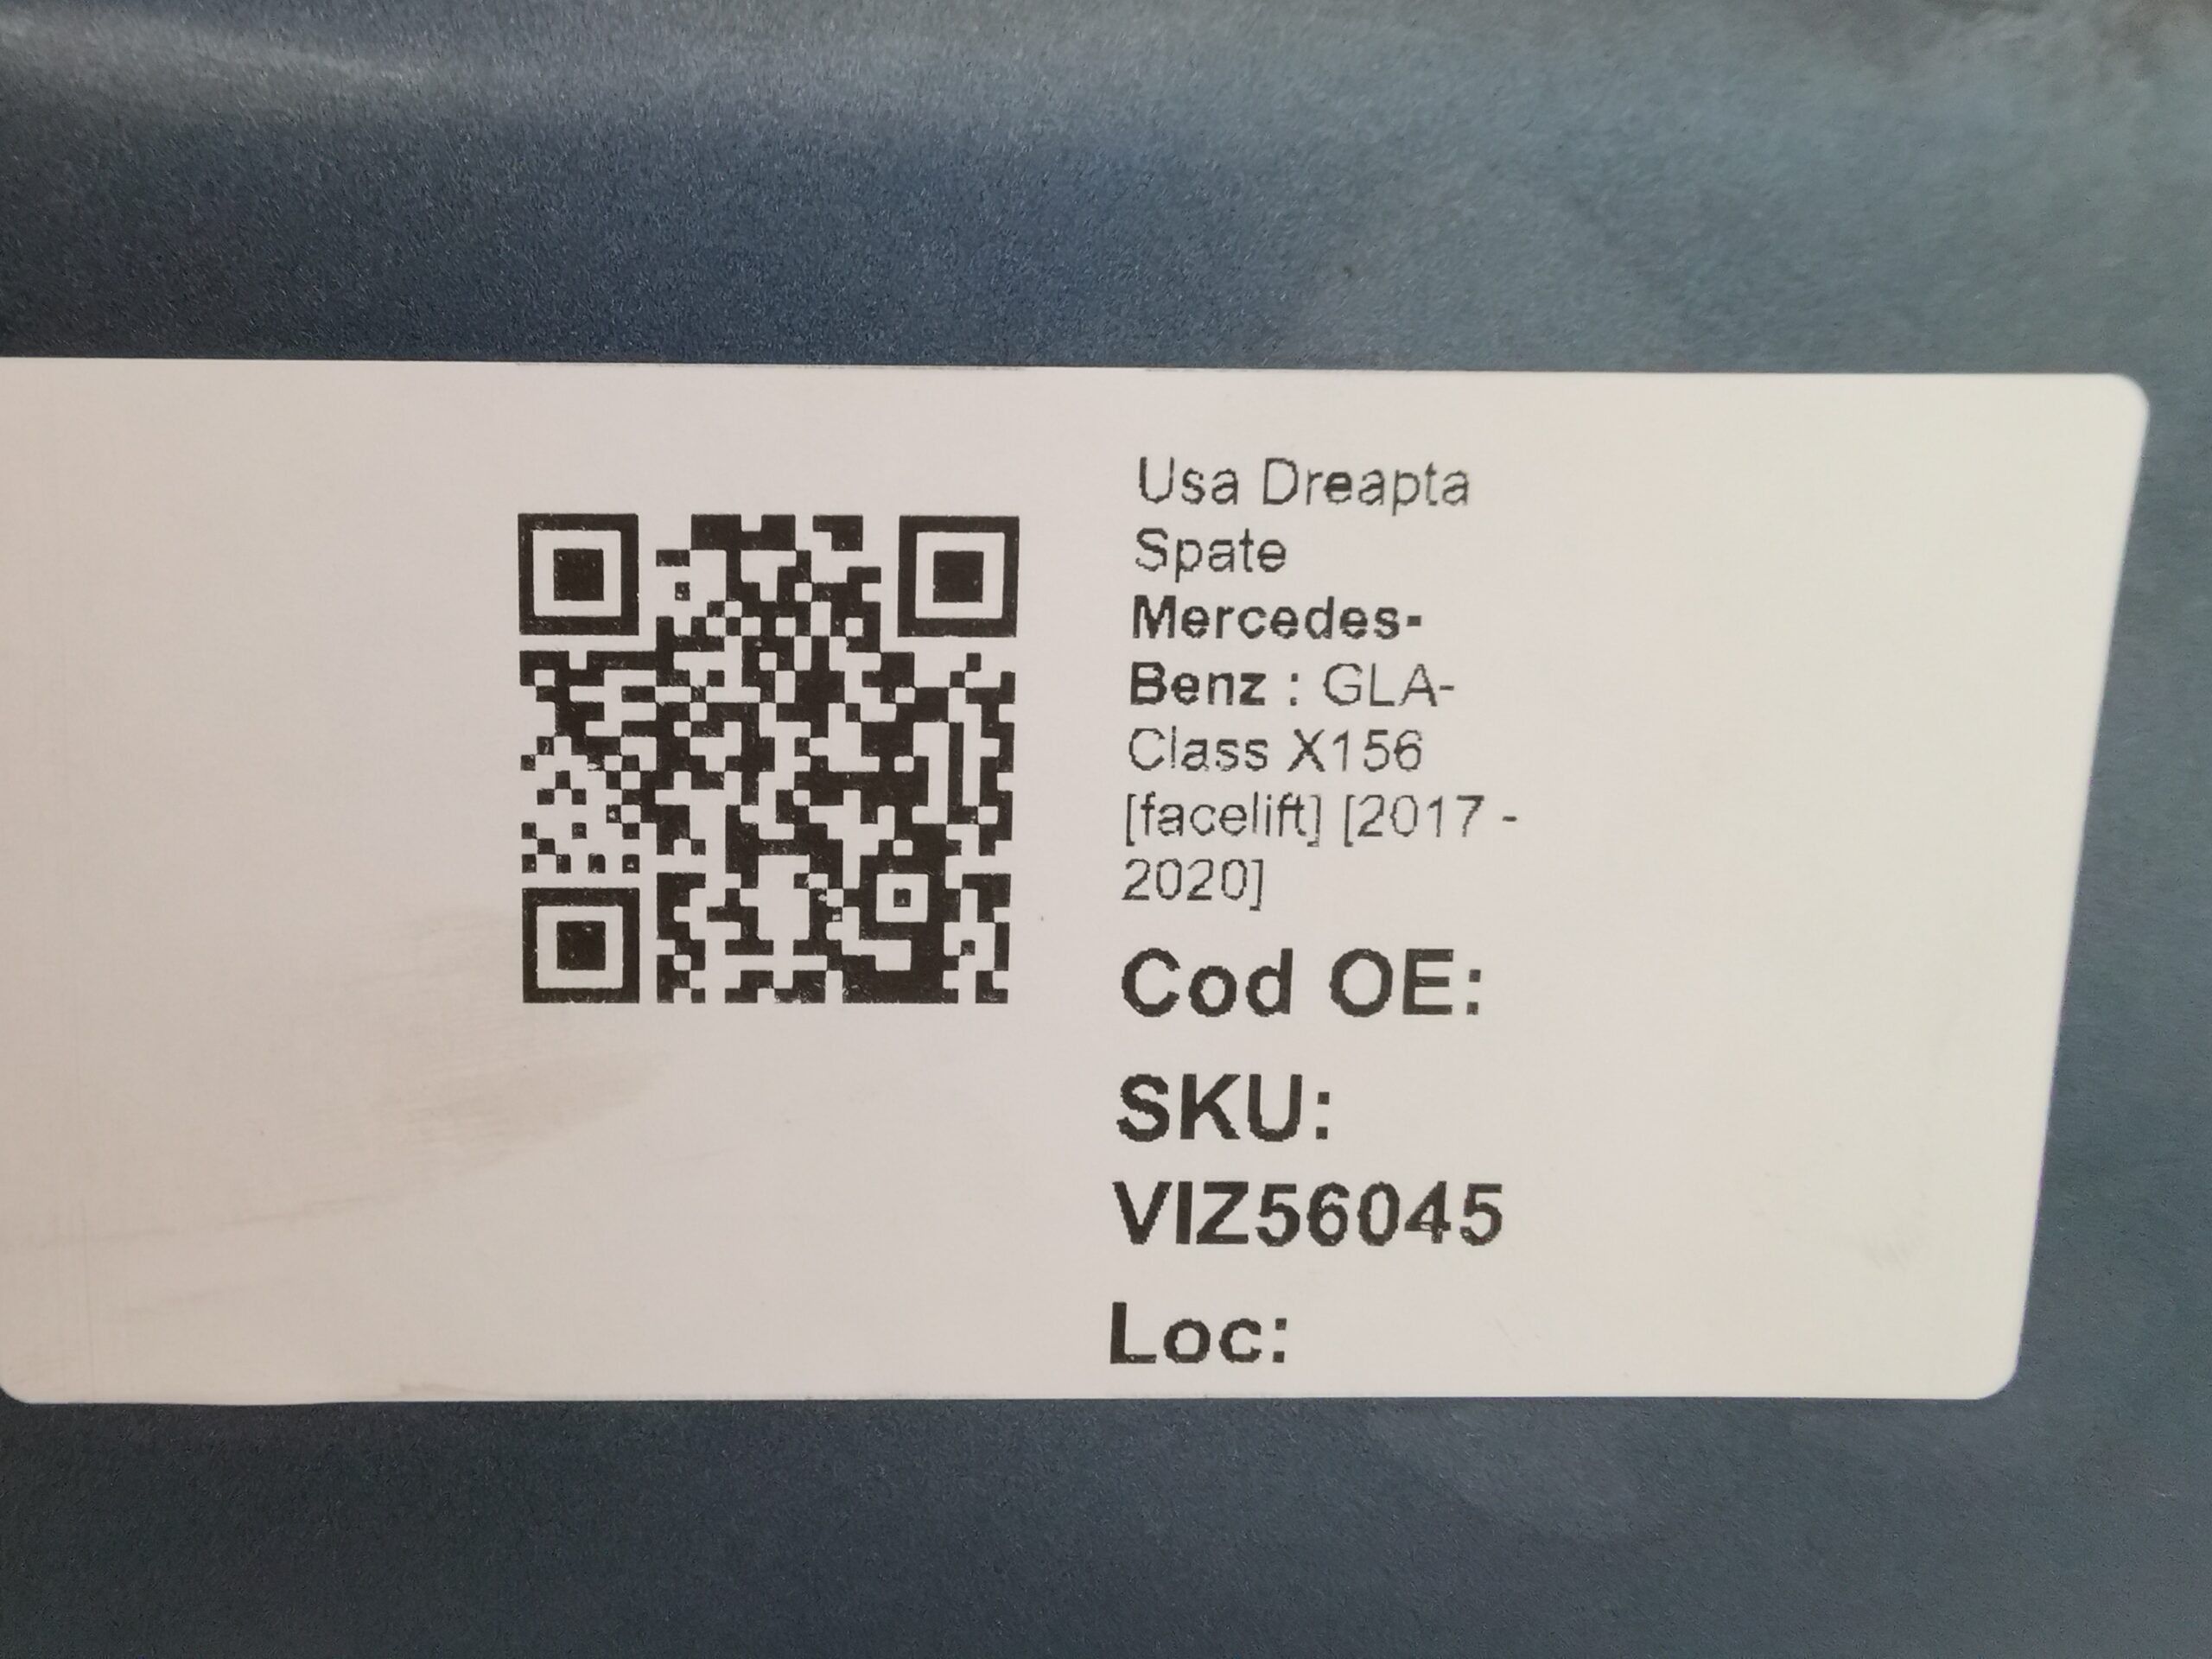 Usa Dreapta
Spate
Mercedes-
Benz : GLA-
Class X156
[facelift] [2017 -
2020]
Cod OE:
SKU:
VIZ56045
Loc: